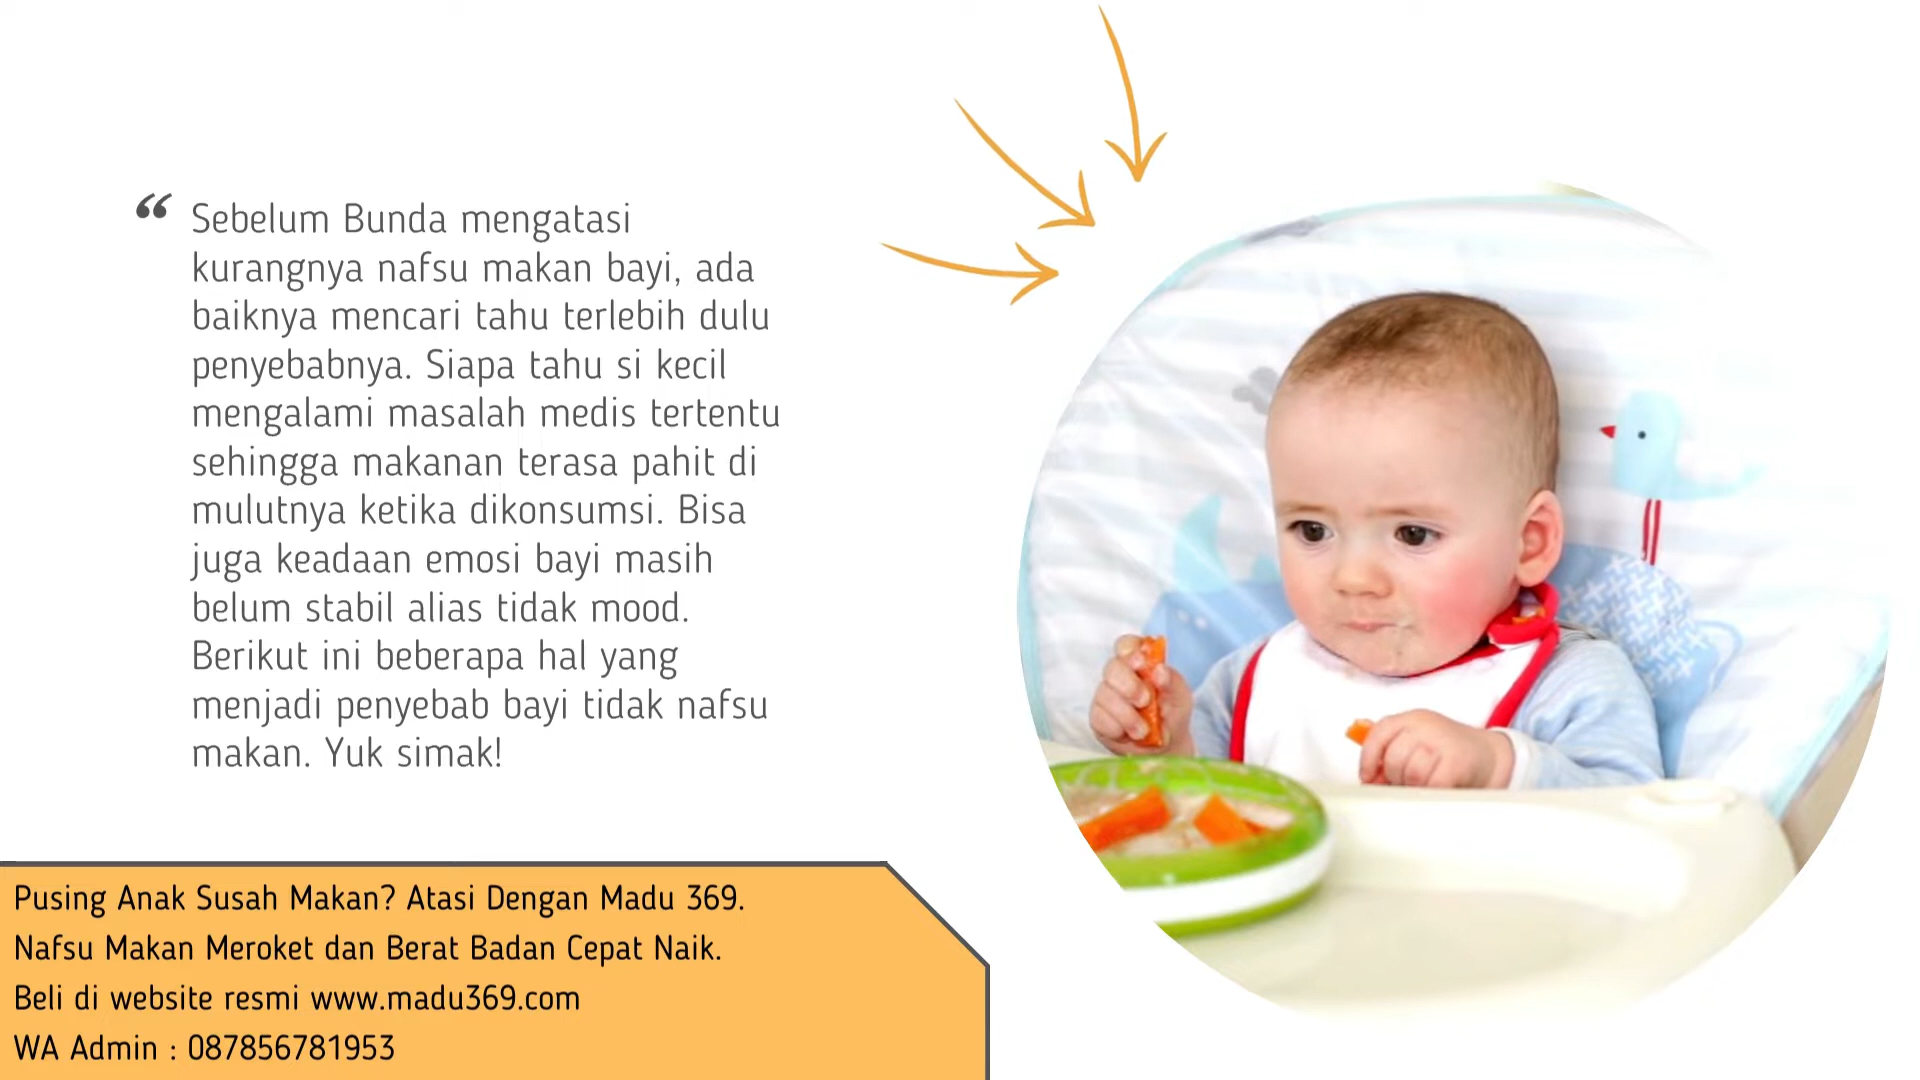 “ Sebelum Bunda mengatasi
kurangnya nafsu makan bayi, ada
baiknya mencari tahu terlebih dulu
penyebabnya. Siapa tahu si kecil
mengalami masalah medis tertentu
sehingga makanan terasa pahit di
mulutnya ketika dikonsumsi. Bisa
juga keadaan emosi bayi masih
belum stabil alias tidak mood.
Berikut ini beberapa hal yang
menjadi penyebab bayi tidak nafsu
makan. Yuk simak!
Pusing Anak Susah Makan? Atasi Dengan Madu 369.
Nafsu Makan Meroket dan Berat Badan Cepat Naik.
Beli di website resmi www.madu369.com
WA Admin : 087856781953